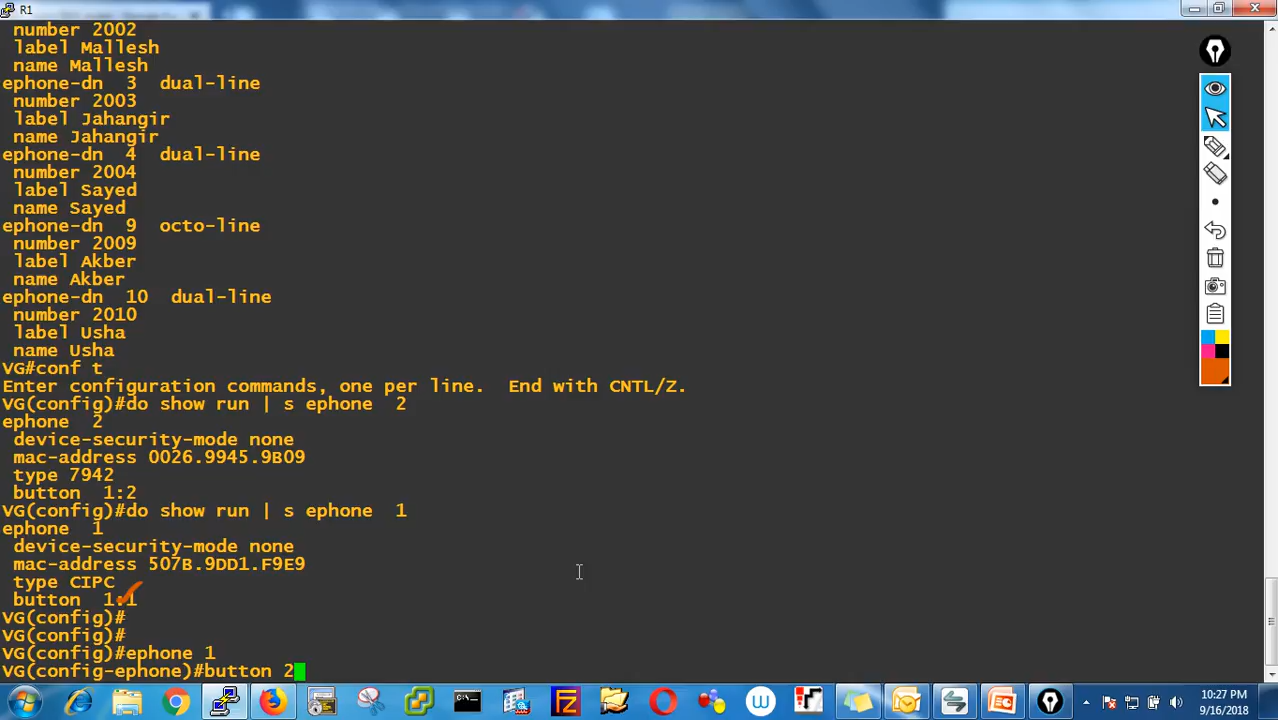 R1
number 2002
label Mallesh
name Mallesh
ephone-dn  3  dual-line
number 2003
label Jahangir
name Jahangir
ephone-dn  4  dual-line
number 2004
label Sayed
name Sayed
ephone-dn  9  octo-line
number 2009
label Akber
name Akber
ephone-dn  10  dual-line
number 2010
label Usha
name Usha
VG#conf t
Enter configuration commands, one per line.  End with CNTL/Z.
VG(config)#do show run | s ephone  2
ephone  2
device-security-mode none
mac-address 0026.9945.9B09
type 7942
button  1:2
VG(config)#do show run | s ephone  1
ephone  1
device-security-mode none
mac-address 507B.9DD1.F9E9
type CIPC
button  1:1
VG(config)#
VG(config)#
VG(config)#ephone 1
VG(config-ephone)#button 2
10:27 PM
9/16/2018